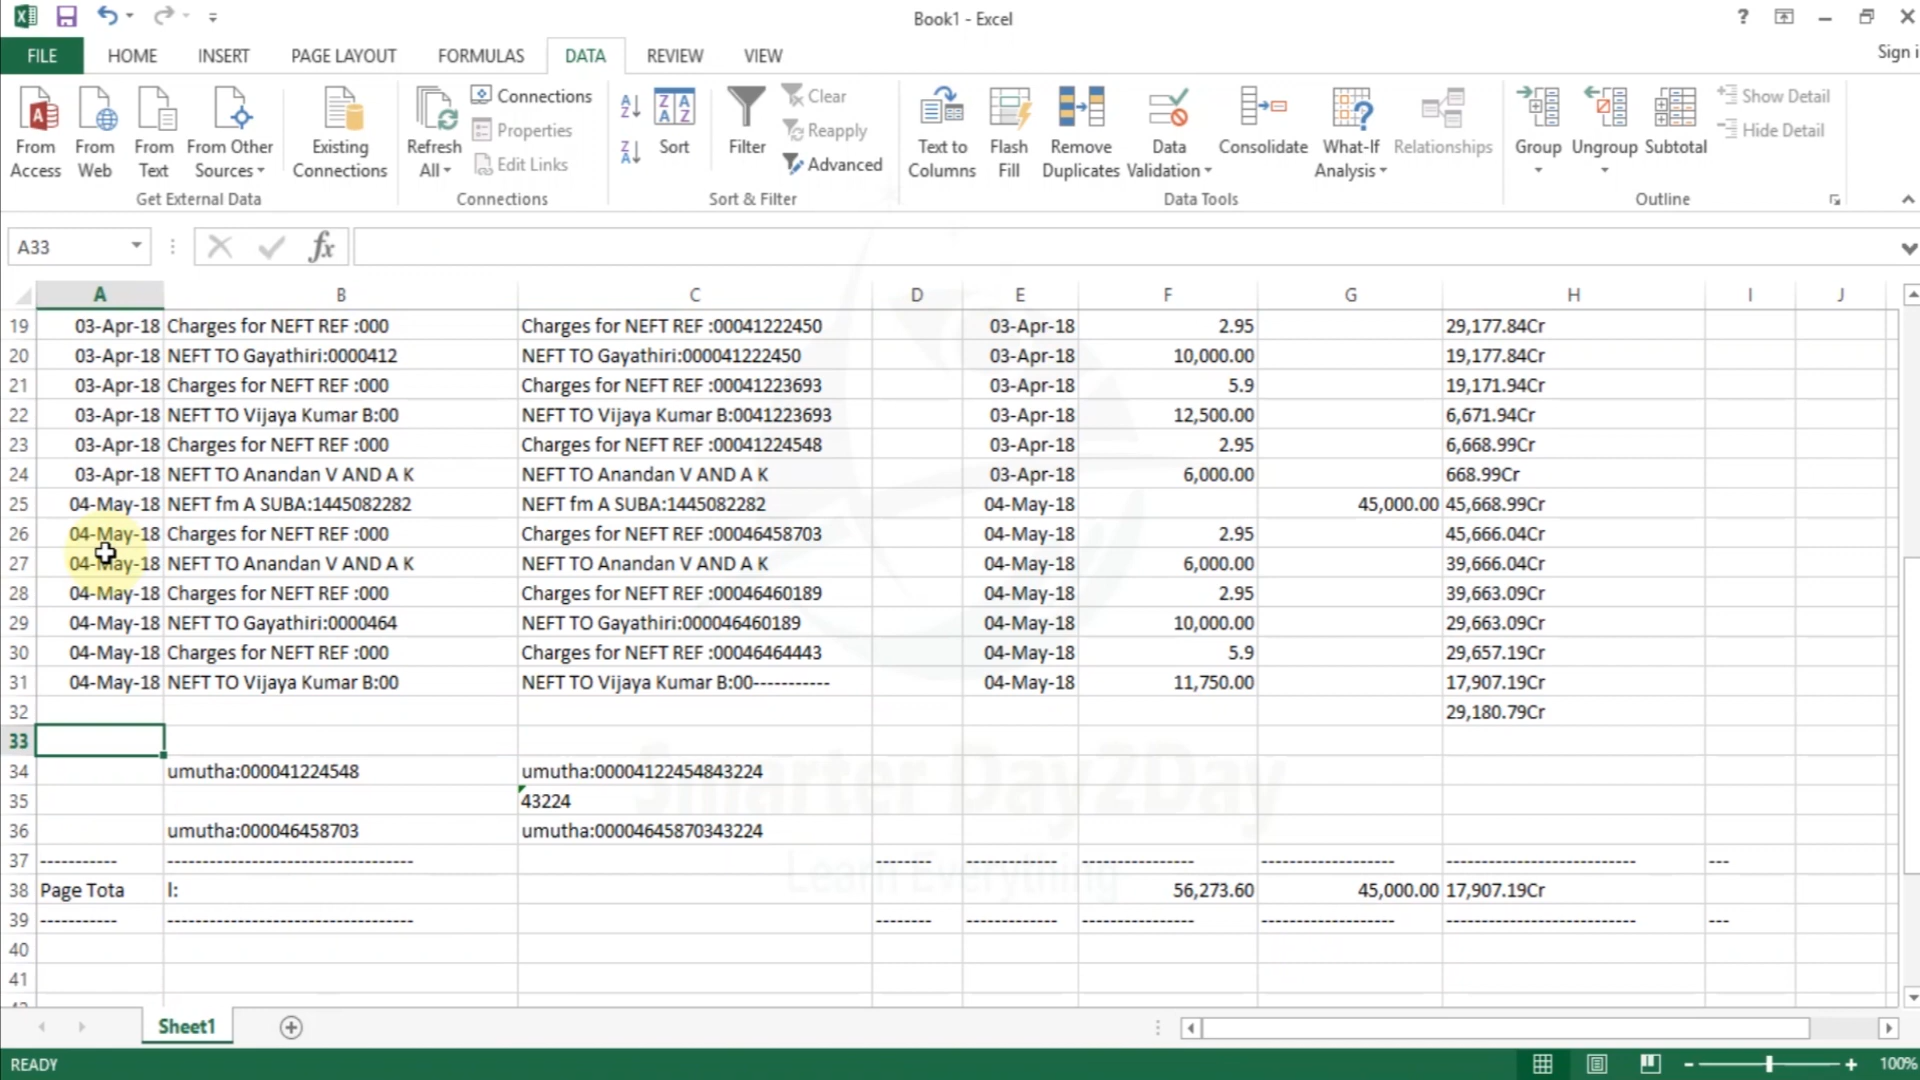 Book1 - Excel
?
Sign i
FILE HOME INSERT PAGE LAYOUT FORMULAS DATA REVIEW VIEW
From Access From Web From Text From Other Sources Existing Connections Refresh All Connections Properties Edit Links Sort Filter Clear Reapply Advanced Text to Columns Flash Fill Remove Duplicates Data Validation Consolidate What-If Analysis Relationships Group Ungroup Subtotal Show Detail Hide Detail
Get External Data Connections Sort & Filter Data Tools Outline
A33 fx
A B C D E F G H I J
19 03-Apr-18 Charges for NEFT REF :000 Charges for NEFT REF :00041222450 03-Apr-18 2.95 29,177.84Cr
20 03-Apr-18 NEFT TO Gayathiri:0000412 NEFT TO Gayathiri:000041222450 03-Apr-18 10,000.00 19,177.84Cr
21 03-Apr-18 Charges for NEFT REF :000 Charges for NEFT REF :00041223693 03-Apr-18 5.9 19,171.94Cr
22 03-Apr-18 NEFT TO Vijaya Kumar B:00 NEFT TO Vijaya Kumar B:0041223693 03-Apr-18 12,500.00 6,671.94Cr
23 03-Apr-18 Charges for NEFT REF :000 Charges for NEFT REF :00041224548 03-Apr-18 2.95 6,668.99Cr
24 03-Apr-18 NEFT TO Anandan V AND A K NEFT TO Anandan V AND A K 03-Apr-18 6,000.00 668.99Cr
25 04-May-18 NEFT fm A SUBA:1445082282 NEFT fm A SUBA:1445082282 04-May-18 45,000.00 45,668.99Cr
26 04-May-18 Charges for NEFT REF :000 Charges for NEFT REF :00046458703 04-May-18 2.95 45,666.04Cr
27 04-May-18 NEFT TO Anandan V AND A K NEFT TO Anandan V AND A K 04-May-18 6,000.00 39,666.04Cr
28 04-May-18 Charges for NEFT REF :000 Charges for NEFT REF :00046460189 04-May-18 2.95 39,663.09Cr
29 04-May-18 NEFT TO Gayathiri:0000464 NEFT TO Gayathiri:000046460189 04-May-18 10,000.00 29,663.09Cr
30 04-May-18 Charges for NEFT REF :000 Charges for NEFT REF :00046464443 04-May-18 5.9 29,657.19Cr
31 04-May-18 NEFT TO Vijaya Kumar B:00 NEFT TO Vijaya Kumar B:00----------- 04-May-18 11,750.00 17,907.19Cr
32 29,180.79Cr
33
Smarter Day2Day
34 umutha:000041224548 umutha:00004122454843224
35 43224
36 umutha:000046458703 umutha:00004645870343224
Learn Everything
37 ----------- ----------------------------------- -------- ------------- ---------------- ------------------- --------------------------- ---
38 Page Tota l: 56,273.60 45,000.00 17,907.19Cr
39 ----------- ----------------------------------- -------- ------------- ---------------- ------------------- --------------------------- ---
40
41
Sheet1
READY 100%